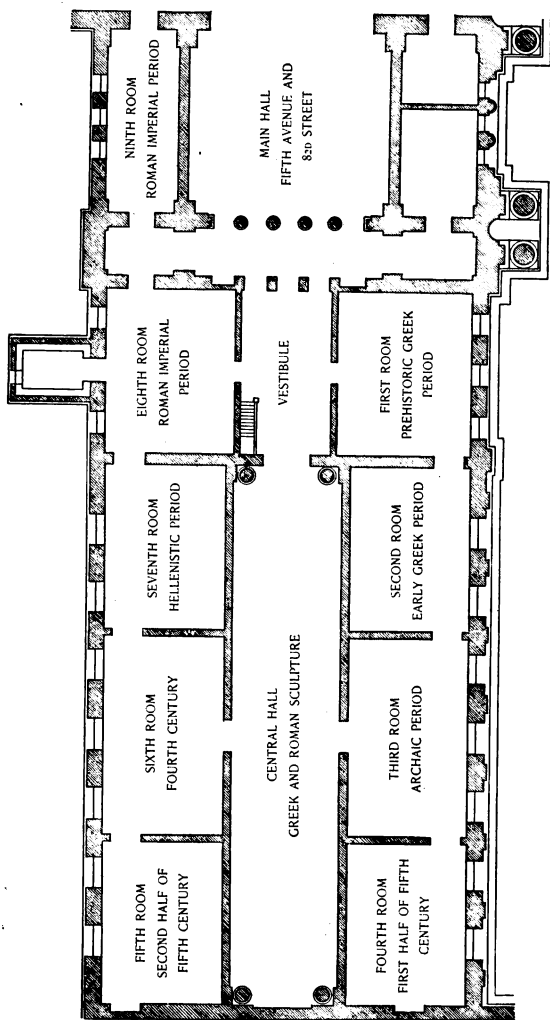 NINTH ROOM
ROMAN IMPERIAL PERIOD
MAIN HALL
FIFTH AVENUE AND
82D STREET
EIGHTH ROOM
ROMAN IMPERIAL
PERIOD
VESTIBULE
FIRST ROOM
PREHISTORIC GREEK
PERIOD
SEVENTH ROOM
HELLENISTIC PERIOD
SECOND ROOM
EARLY GREEK PERIOD
SIXTH ROOM
FOURTH CENTURY
CENTRAL HALL
GREEK AND ROMAN SCULPTURE
THIRD ROOM
ARCHAIC PERIOD
FIFTH ROOM
SECOND HALF OF
FIFTH CENTURY
FOURTH ROOM
FIRST HALF OF FIFTH
CENTURY